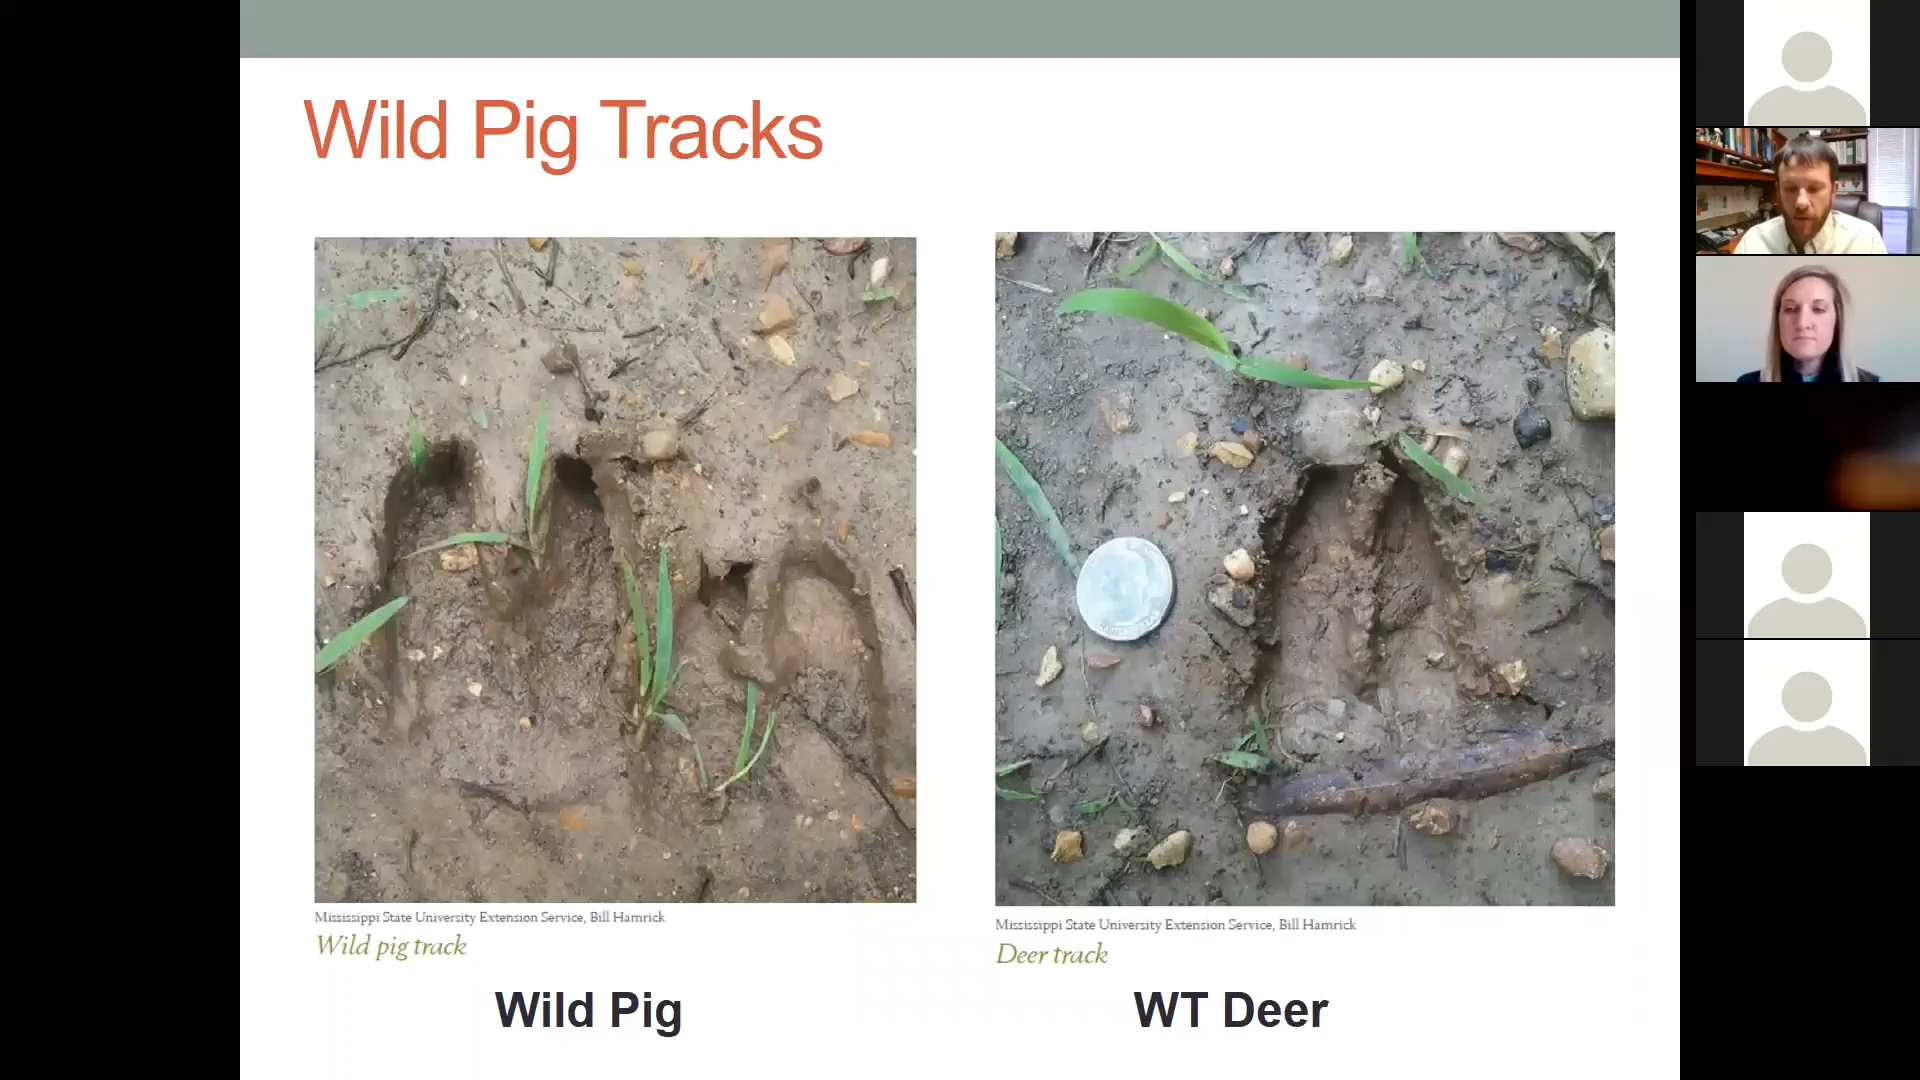 Wild Pig Tracks
Mississippi State University Extension Service, Bill Hamrick
Wild pig track
Mississippi State University Extension Service, Bill Hamrick
Deer track
Wild Pig
WT Deer